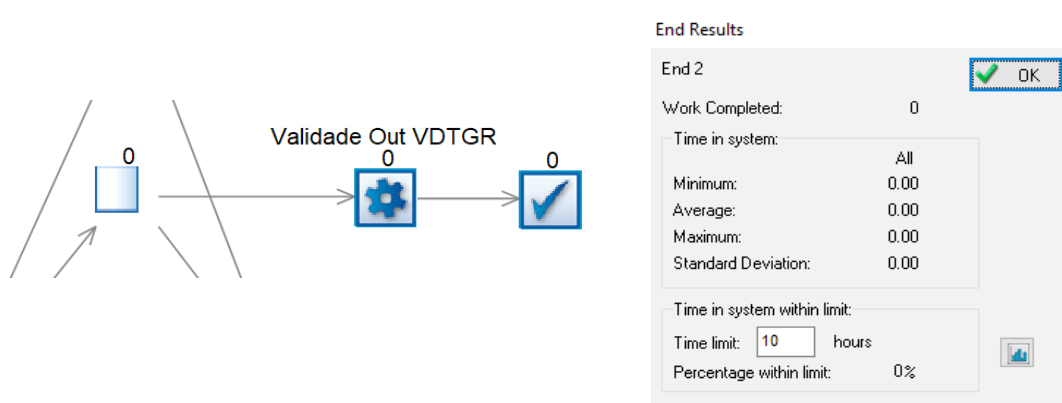 0
Validade Out VDTGR
0
0
End Results
End 2
OK
Work Completed: 0
Time in system:
All
Minimum: 0.00
Average: 0.00
Maximum: 0.00
Standard Deviation: 0.00
Time in system within limit:
Time limit: 10 hours
Percentage within limit: 0%